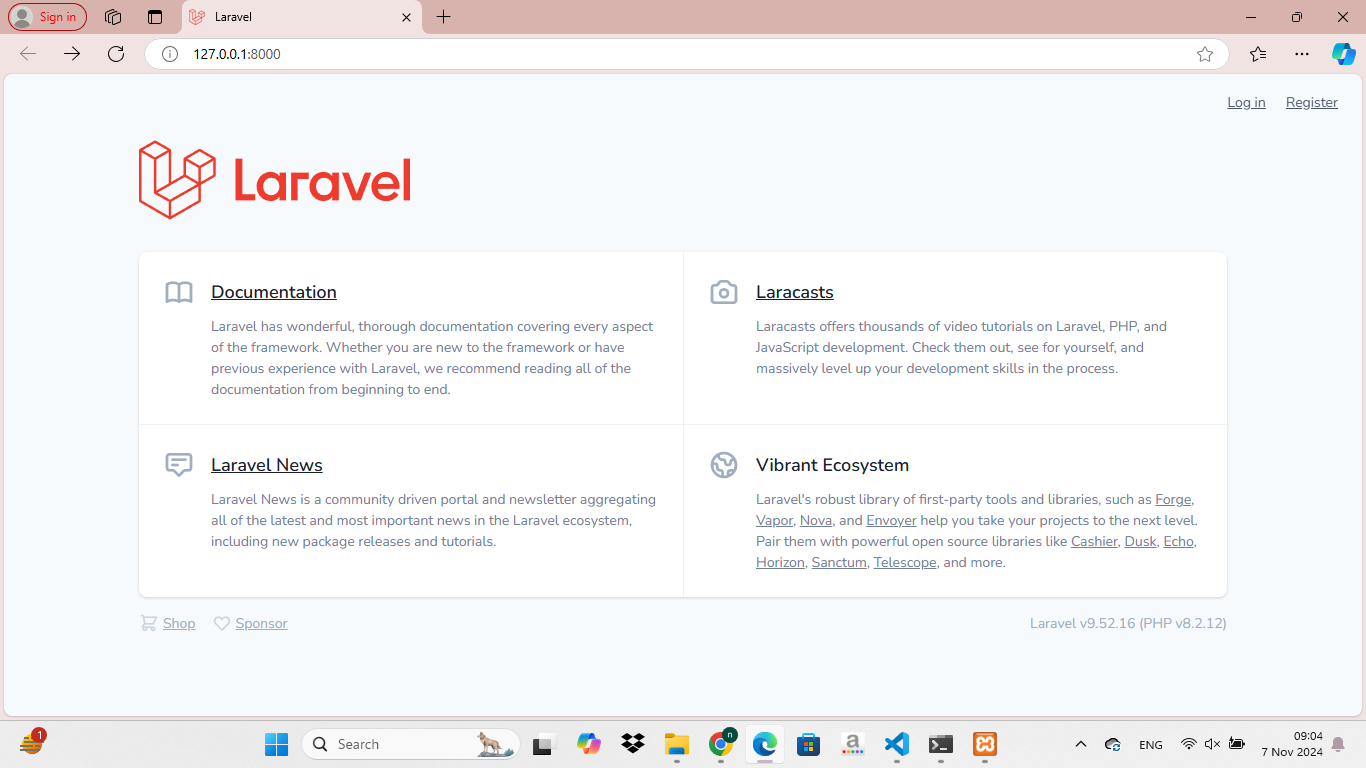 Sign in
Laravel
127.0.0.1:8000
Log in Register
Laravel
Documentation
Laravel has wonderful, thorough documentation covering every aspect
of the framework. Whether you are new to the framework or have
previous experience with Laravel, we recommend reading all of the
documentation from beginning to end.
Laracasts
Laracasts offers thousands of video tutorials on Laravel, PHP, and
JavaScript development. Check them out, see for yourself, and
massively level up your development skills in the process.
Laravel News
Laravel News is a community driven portal and newsletter aggregating
all of the latest and most important news in the Laravel ecosystem,
including new package releases and tutorials.
Vibrant Ecosystem
Laravel's robust library of first-party tools and libraries, such as Forge,
Vapor, Nova, and Envoyer help you take your projects to the next level.
Pair them with powerful open source libraries like Cashier, Dusk, Echo,
Horizon, Sanctum, Telescope, and more.
Shop Sponsor
Laravel v9.52.16 (PHP v8.2.12)
1
Search
n
a
ENG
09:04
7 Nov 2024